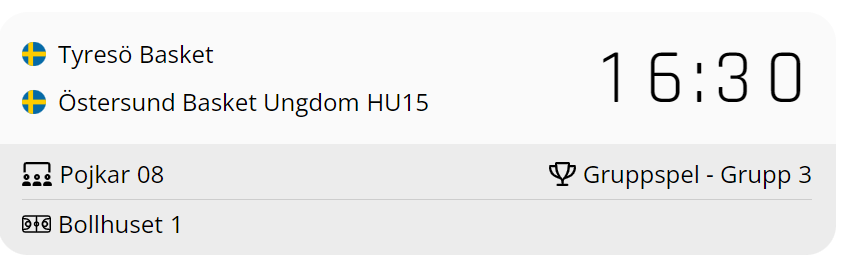 Tyresö Basket
16:30
Östersund Basket Ungdom HU15
Pojkar 08
Gruppspel - Grupp 3
Bollhuset 1